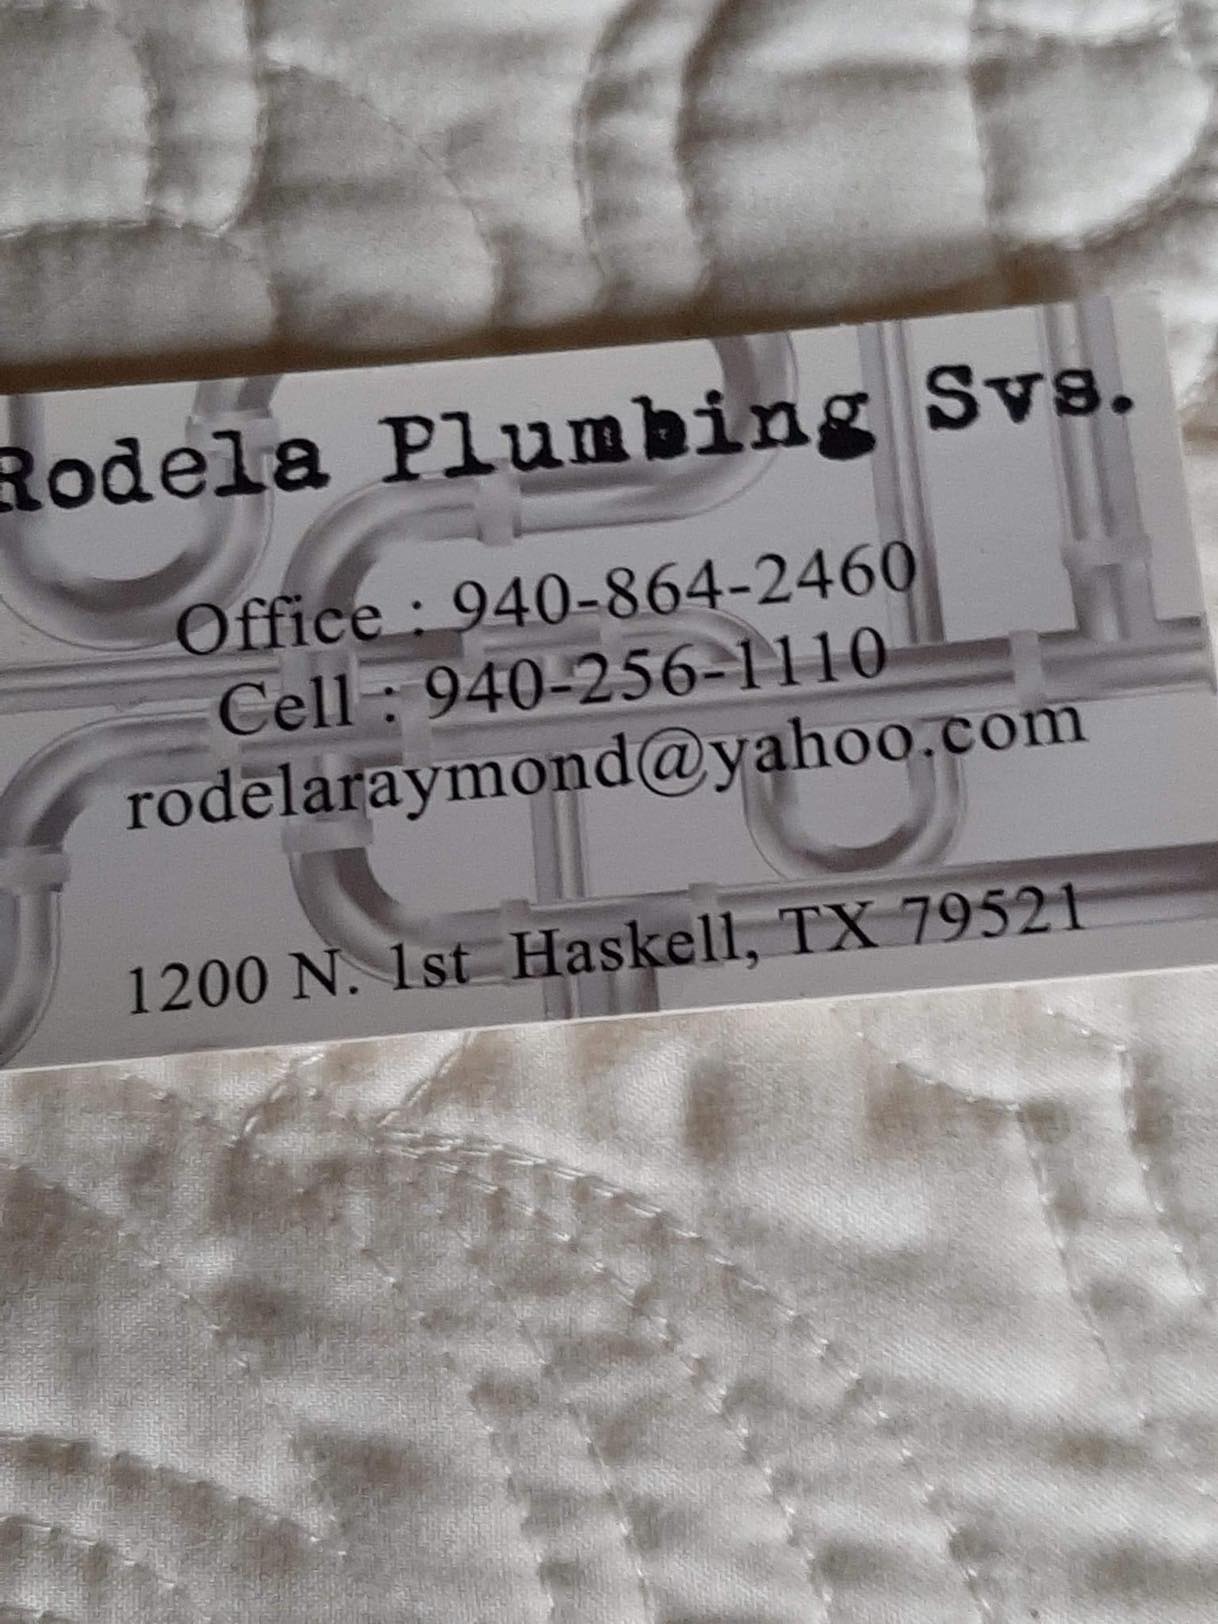 Rodela Plumbing Svs.
Office : 940-864-2460
Cell : 940-256-1110
rodelaraymond@yahoo.com
1200 N. 1st Haskell, TX 79521